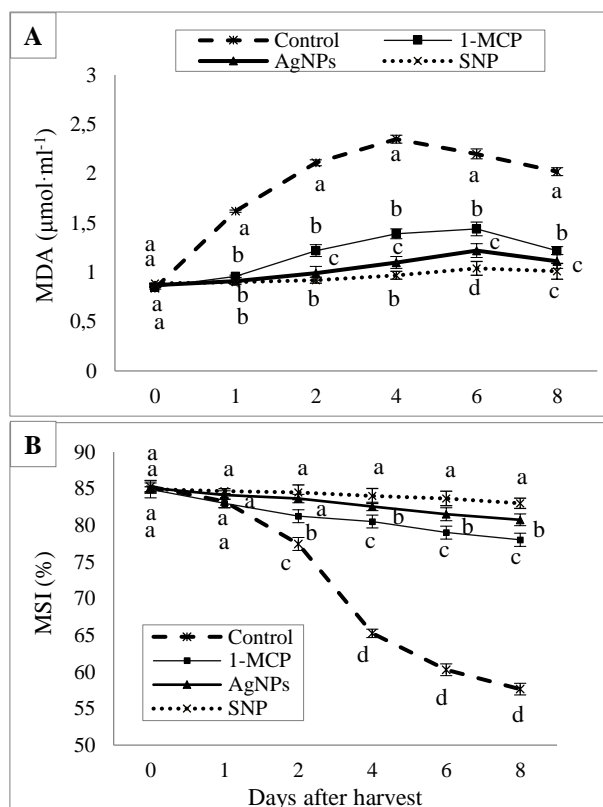 A
Control
1-MCP
AgNPs
SNP
MDA (µmol·ml⁻¹)
3
2,5
2
1,5
1
0,5
0
a
a
a
a
a
b
b
b
a
b
c
b
a
b
c
b
a
b
c
d
a
b
c
0 1 2 4 6 8
B
MSI (%)
90
85
80
75
70
65
60
55
50
a
a
a
a
a
a
a
a
a
a
b
c
a
b
c
d
a
b
c
d
a
b
c
d
Control
1-MCP
AgNPs
SNP
0 1 2 4 6 8
Days after harvest